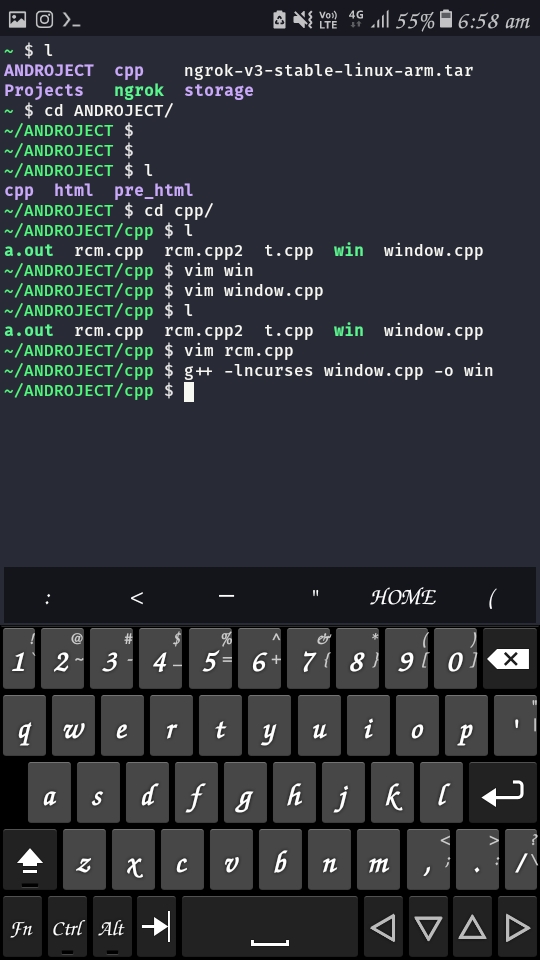 Vo)) LTE 4G 55% 6:58 am
~ $ l
ANDROJECT cpp ngrok-v3-stable-linux-arm.tar
Projects ngrok storage
~ $ cd ANDROJECT/
~/ANDROJECT $
~/ANDROJECT $
~/ANDROJECT $ l
cpp html pre_html
~/ANDROJECT $ cd cpp/
~/ANDROJECT/cpp $ l
a.out rcm.cpp rcm.cpp2 t.cpp win window.cpp
~/ANDROJECT/cpp $ vim win
~/ANDROJECT/cpp $ vim window.cpp
~/ANDROJECT/cpp $ l
a.out rcm.cpp rcm.cpp2 t.cpp win window.cpp
~/ANDROJECT/cpp $ vim rcm.cpp
~/ANDROJECT/cpp $ g++ -lncurses window.cpp -o win
~/ANDROJECT/cpp $
: < — " HOME (
! @ # $ % ^ & * ( )
1 ` 2 ~ 3 - 4 _ 5 = 6 + 7 { 8 } 9 [ 0 ]
q w e r t y u i o p ' " |
a s d f g h j k l
z x c v b n m , < ; . > : / ? \
Fn Ctrl Alt